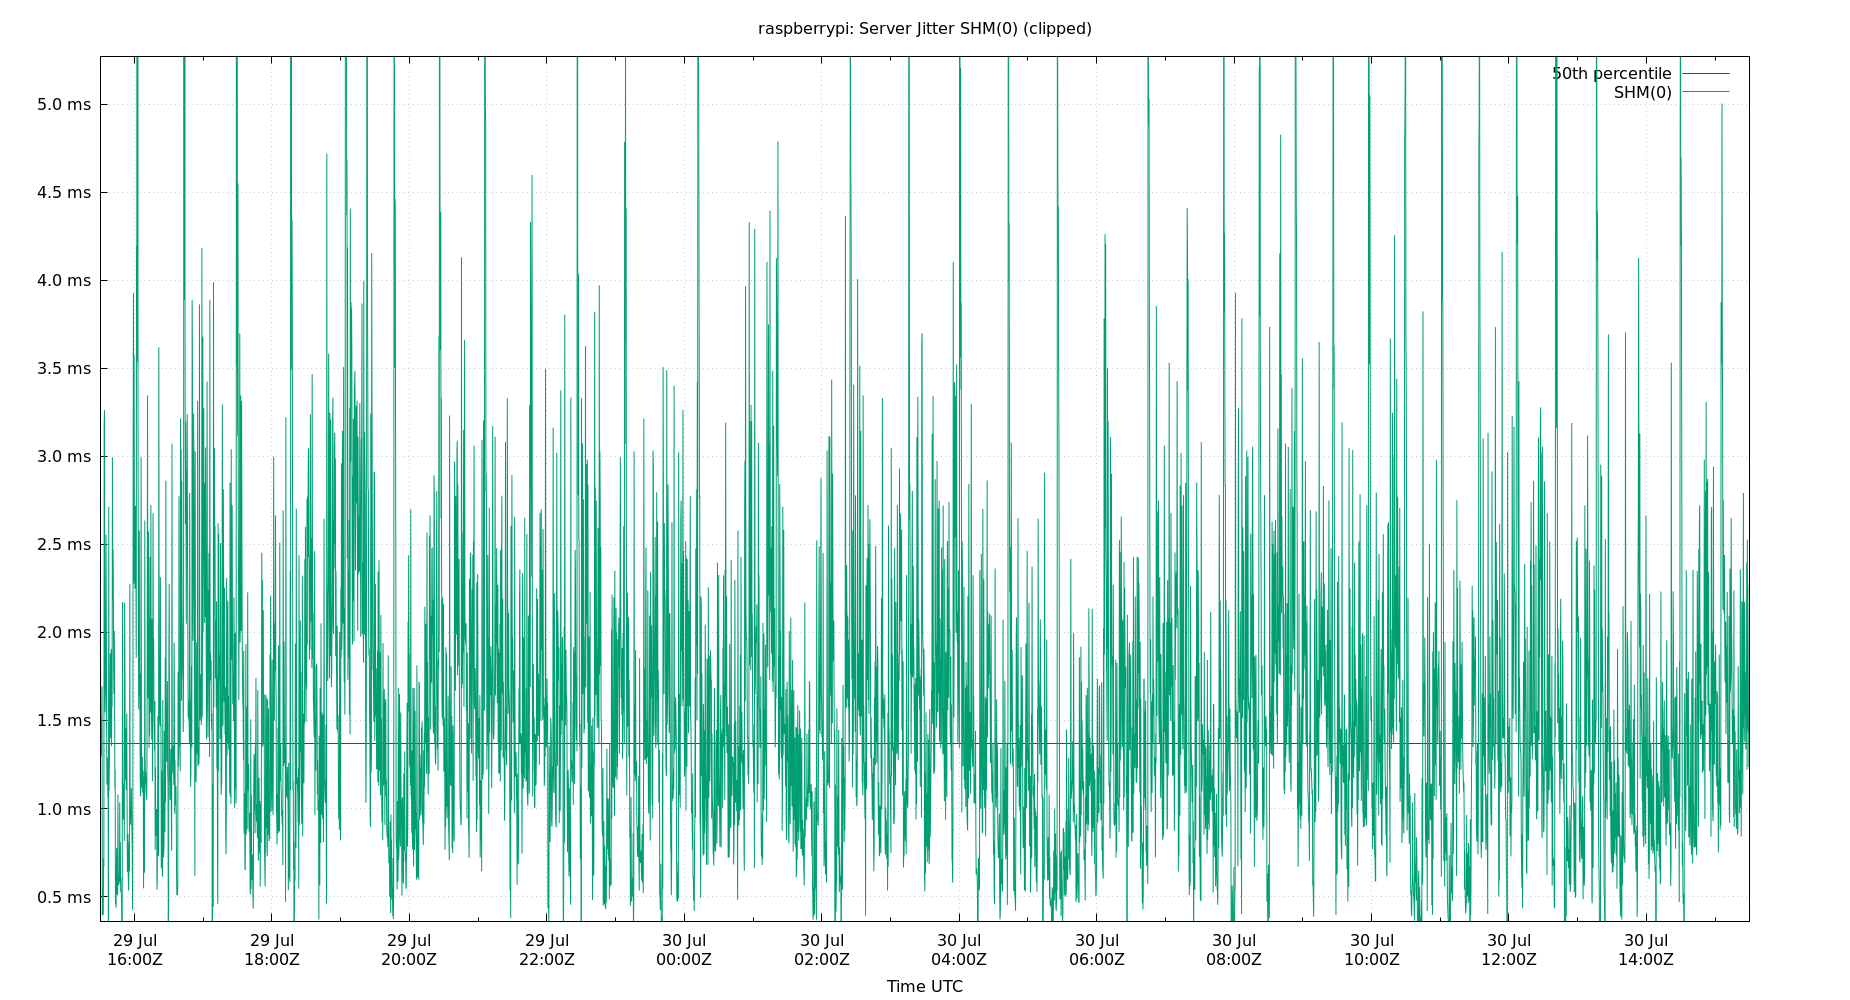 raspberrypi: Server Jitter SHM(0) (clipped)
50th percentile
SHM(0)
5.0 ms
4.5 ms
4.0 ms
3.5 ms
3.0 ms
2.5 ms
2.0 ms
1.5 ms
1.0 ms
0.5 ms
29 Jul 29 Jul 29 Jul 29 Jul 30 Jul 30 Jul 30 Jul 30 Jul 30 Jul 30 Jul 30 Jul 30 Jul
16:00Z 18:00Z 20:00Z 22:00Z 00:00Z 02:00Z 04:00Z 06:00Z 08:00Z 10:00Z 12:00Z 14:00Z
Time UTC